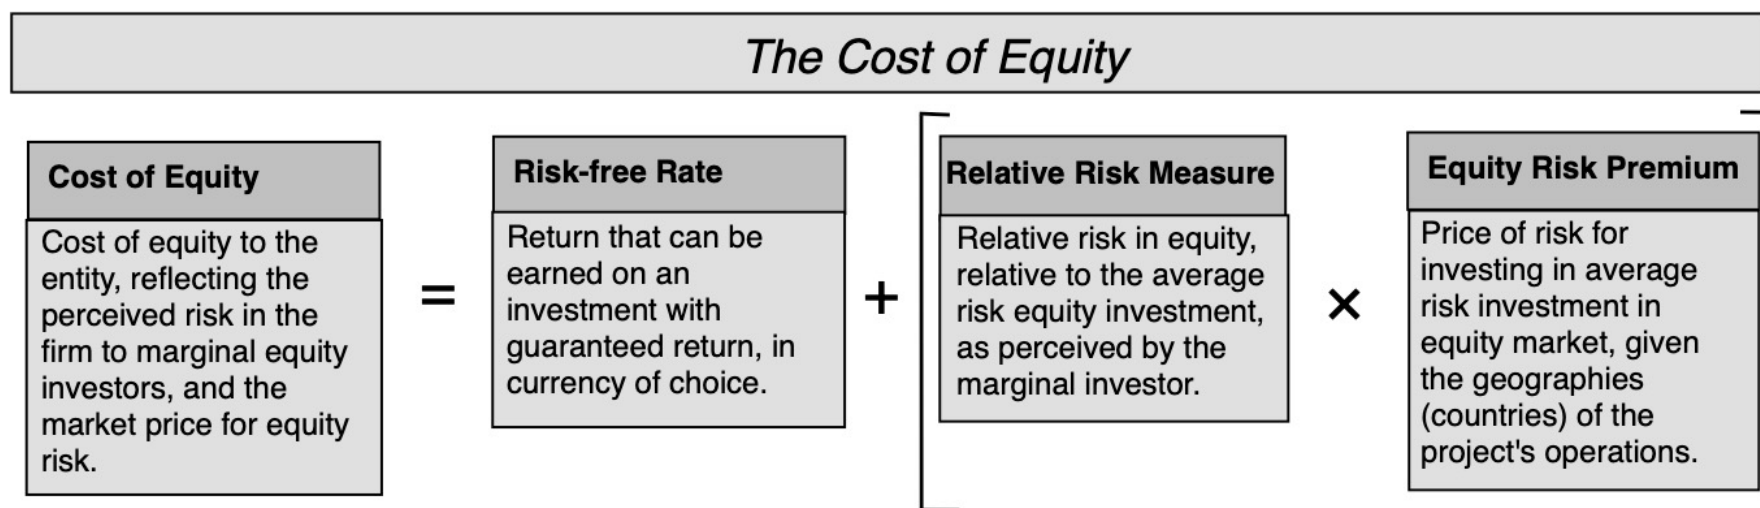 The Cost of Equity
Cost of Equity
Cost of equity to the
entity, reflecting the
perceived risk in the
firm to marginal equity
investors, and the
market price for equity
risk.
=
Risk-free Rate
Return that can be
earned on an
investment with
guaranteed return, in
currency of choice.
+
Relative Risk Measure
Relative risk in equity,
relative to the average
risk equity investment,
as perceived by the
marginal investor.
×
Equity Risk Premium
Price of risk for
investing in average
risk investment in
equity market, given
the geographies
(countries) of the
project's operations.